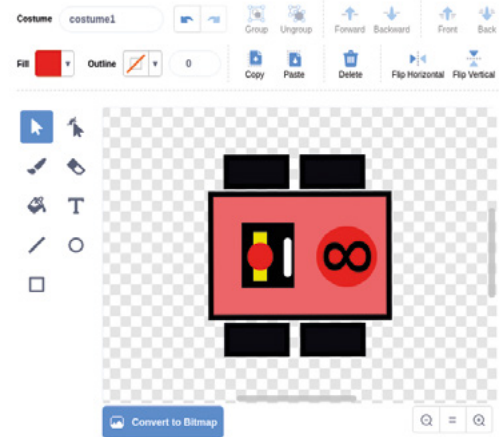 Costume costume1 Group Ungroup Forward Backward Front Back
Fill Outline 0 Copy Paste Delete Flip Horizontal Flip Vertical
T
8
Convert to Bitmap